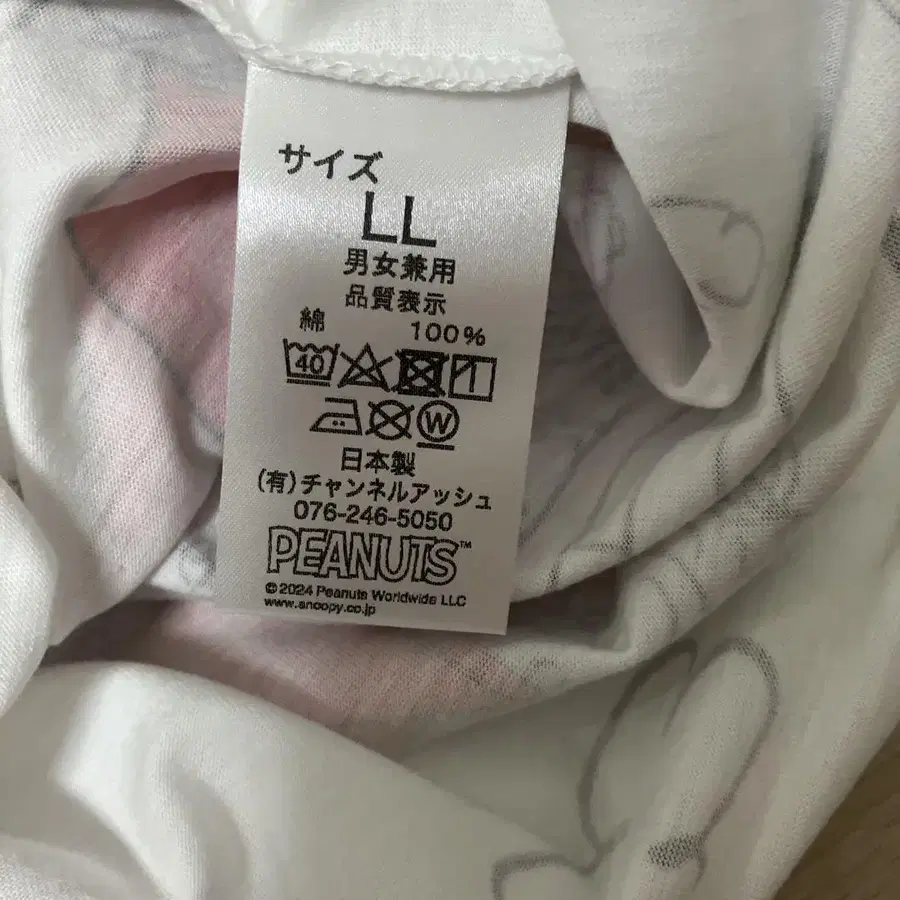 サイズ
LL
男女兼用
品質表示
綿 100%
40
W
日本製
(有)チャンネルアッシュ
076-246-5050
PEANUTS™
©2024 Peanuts Worldwide LLC
www.snoopy.co.jp